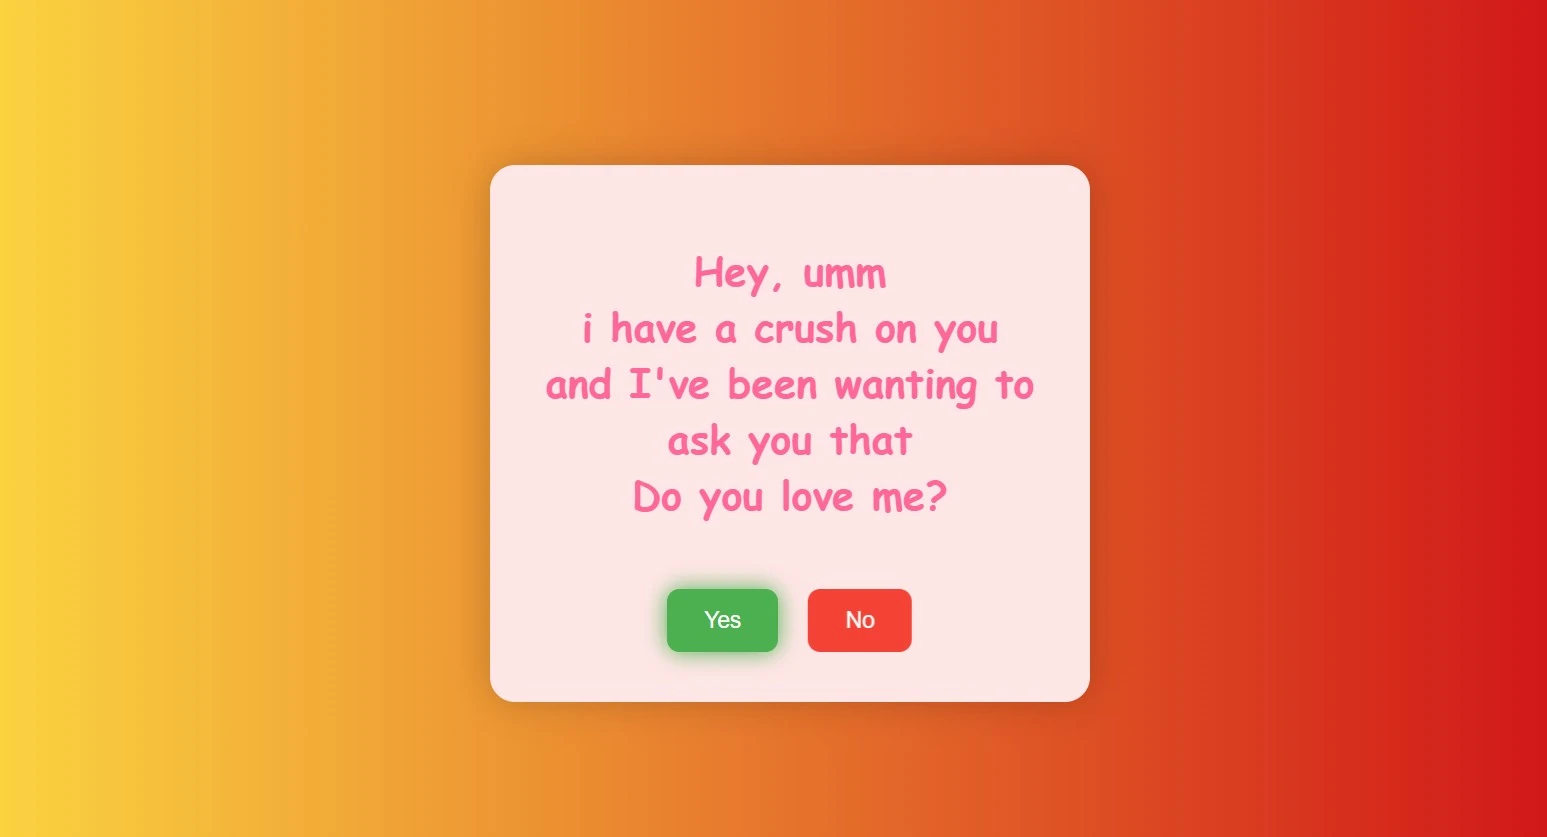 Hey, umm
i have a crush on you
and I've been wanting to
ask you that
Do you love me?
Yes No